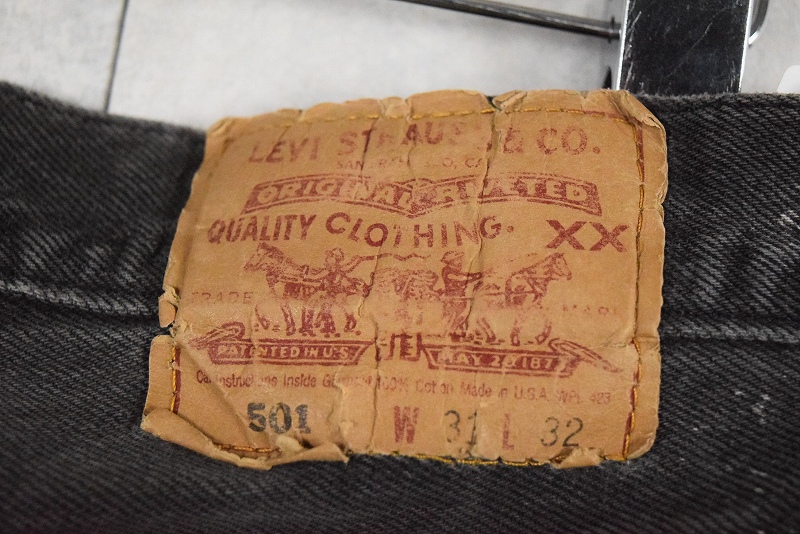 LEVI STRAUSS & CO.
ORIGINAL RIVETED
QUALITY CLOTHING. XX
TRADE MARK
PATENTED IN U.S. MAY 20 187
Care Instructions Inside Garment 100% Cotton Made in U.S.A. WPL 423
501 W 31 L 32